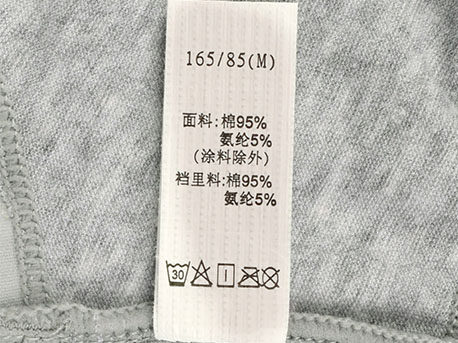 165/85(M)
面料:棉95%
氨纶5%
(涂料除外)
裆里料:棉95%
氨纶5%
30